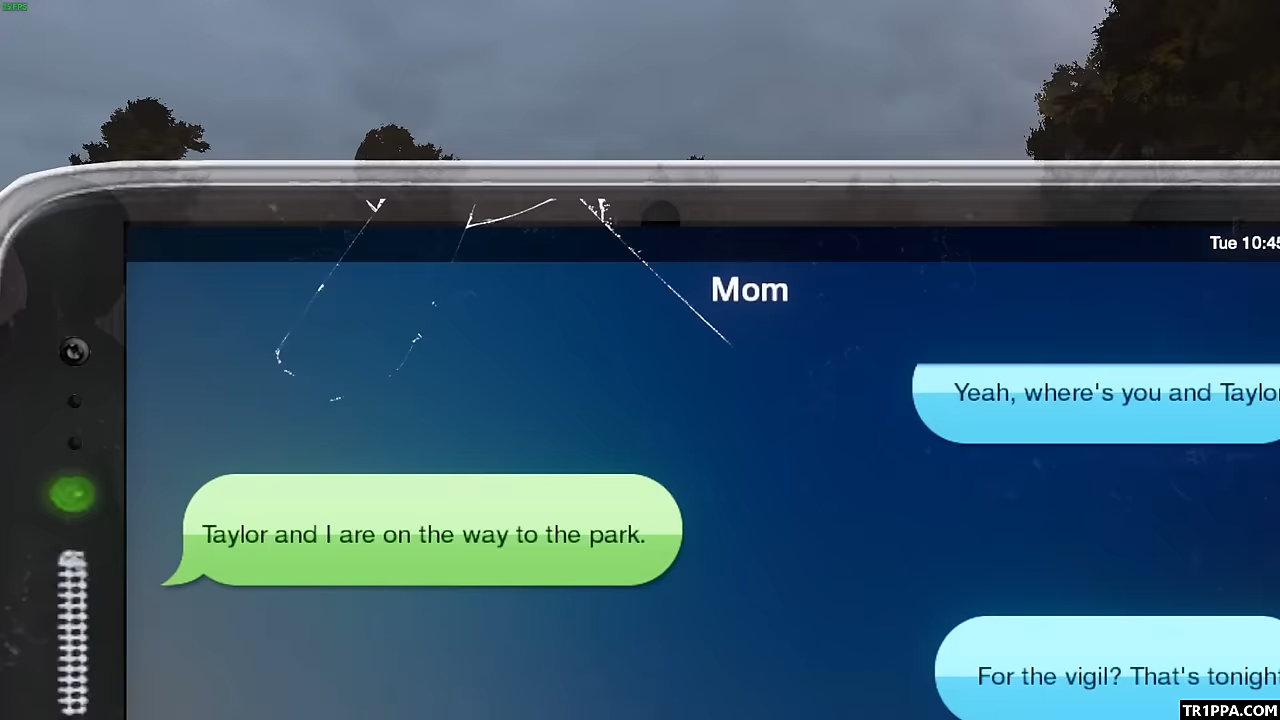 Tue 10:45
Mom
Yeah, where's you and Taylor
Taylor and I are on the way to the park.
For the vigil? That's tonight
TR1PPA.COM